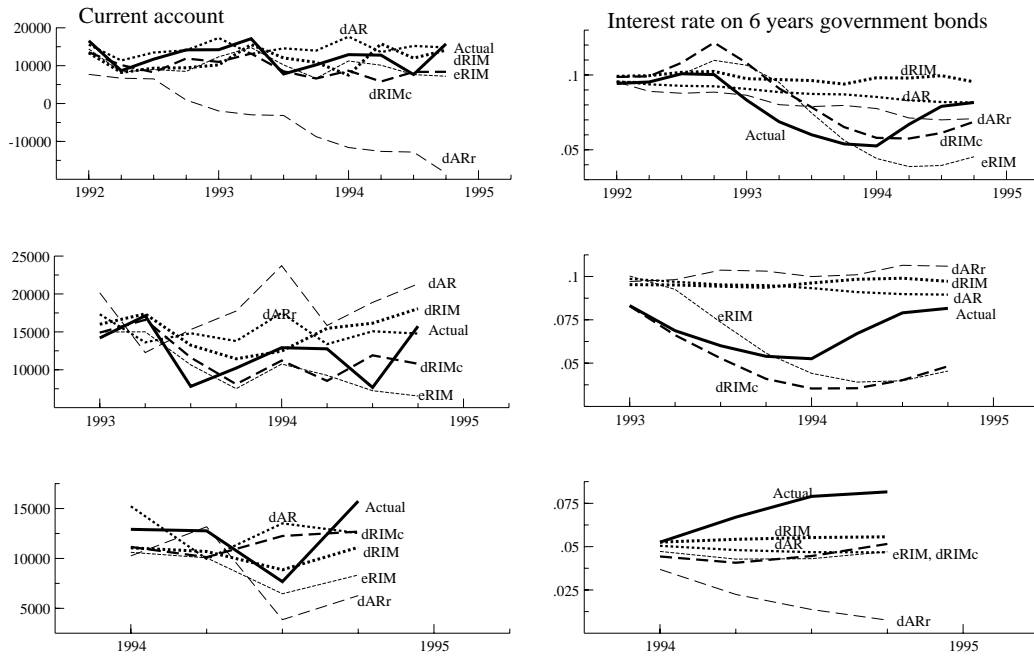 Current account
20000
10000
0
-10000
dAR
Actual
dRIM
eRIM
dRIMc
dARr
1992
1993
1994
1995
Interest rate on 6 years government bonds
.1
.05
dRIM
dAR
dARr
Actual
dRIMc
eRIM
1992
1993
1994
1995
25000
20000
15000
10000
dAR
dRIM
dARr
Actual
dRIMc
eRIM
1993
1994
1995
.1
.075
.05
dARr
dRIM
dAR
eRIM
Actual
dRIMc
1993
1994
1995
15000
10000
5000
Actual
dAR
dRIMc
dRIM
eRIM
dARr
1994
1995
.075
.05
.025
Actual
dRIM
dAR
eRIM, dRIMc
dARr
1994
1995